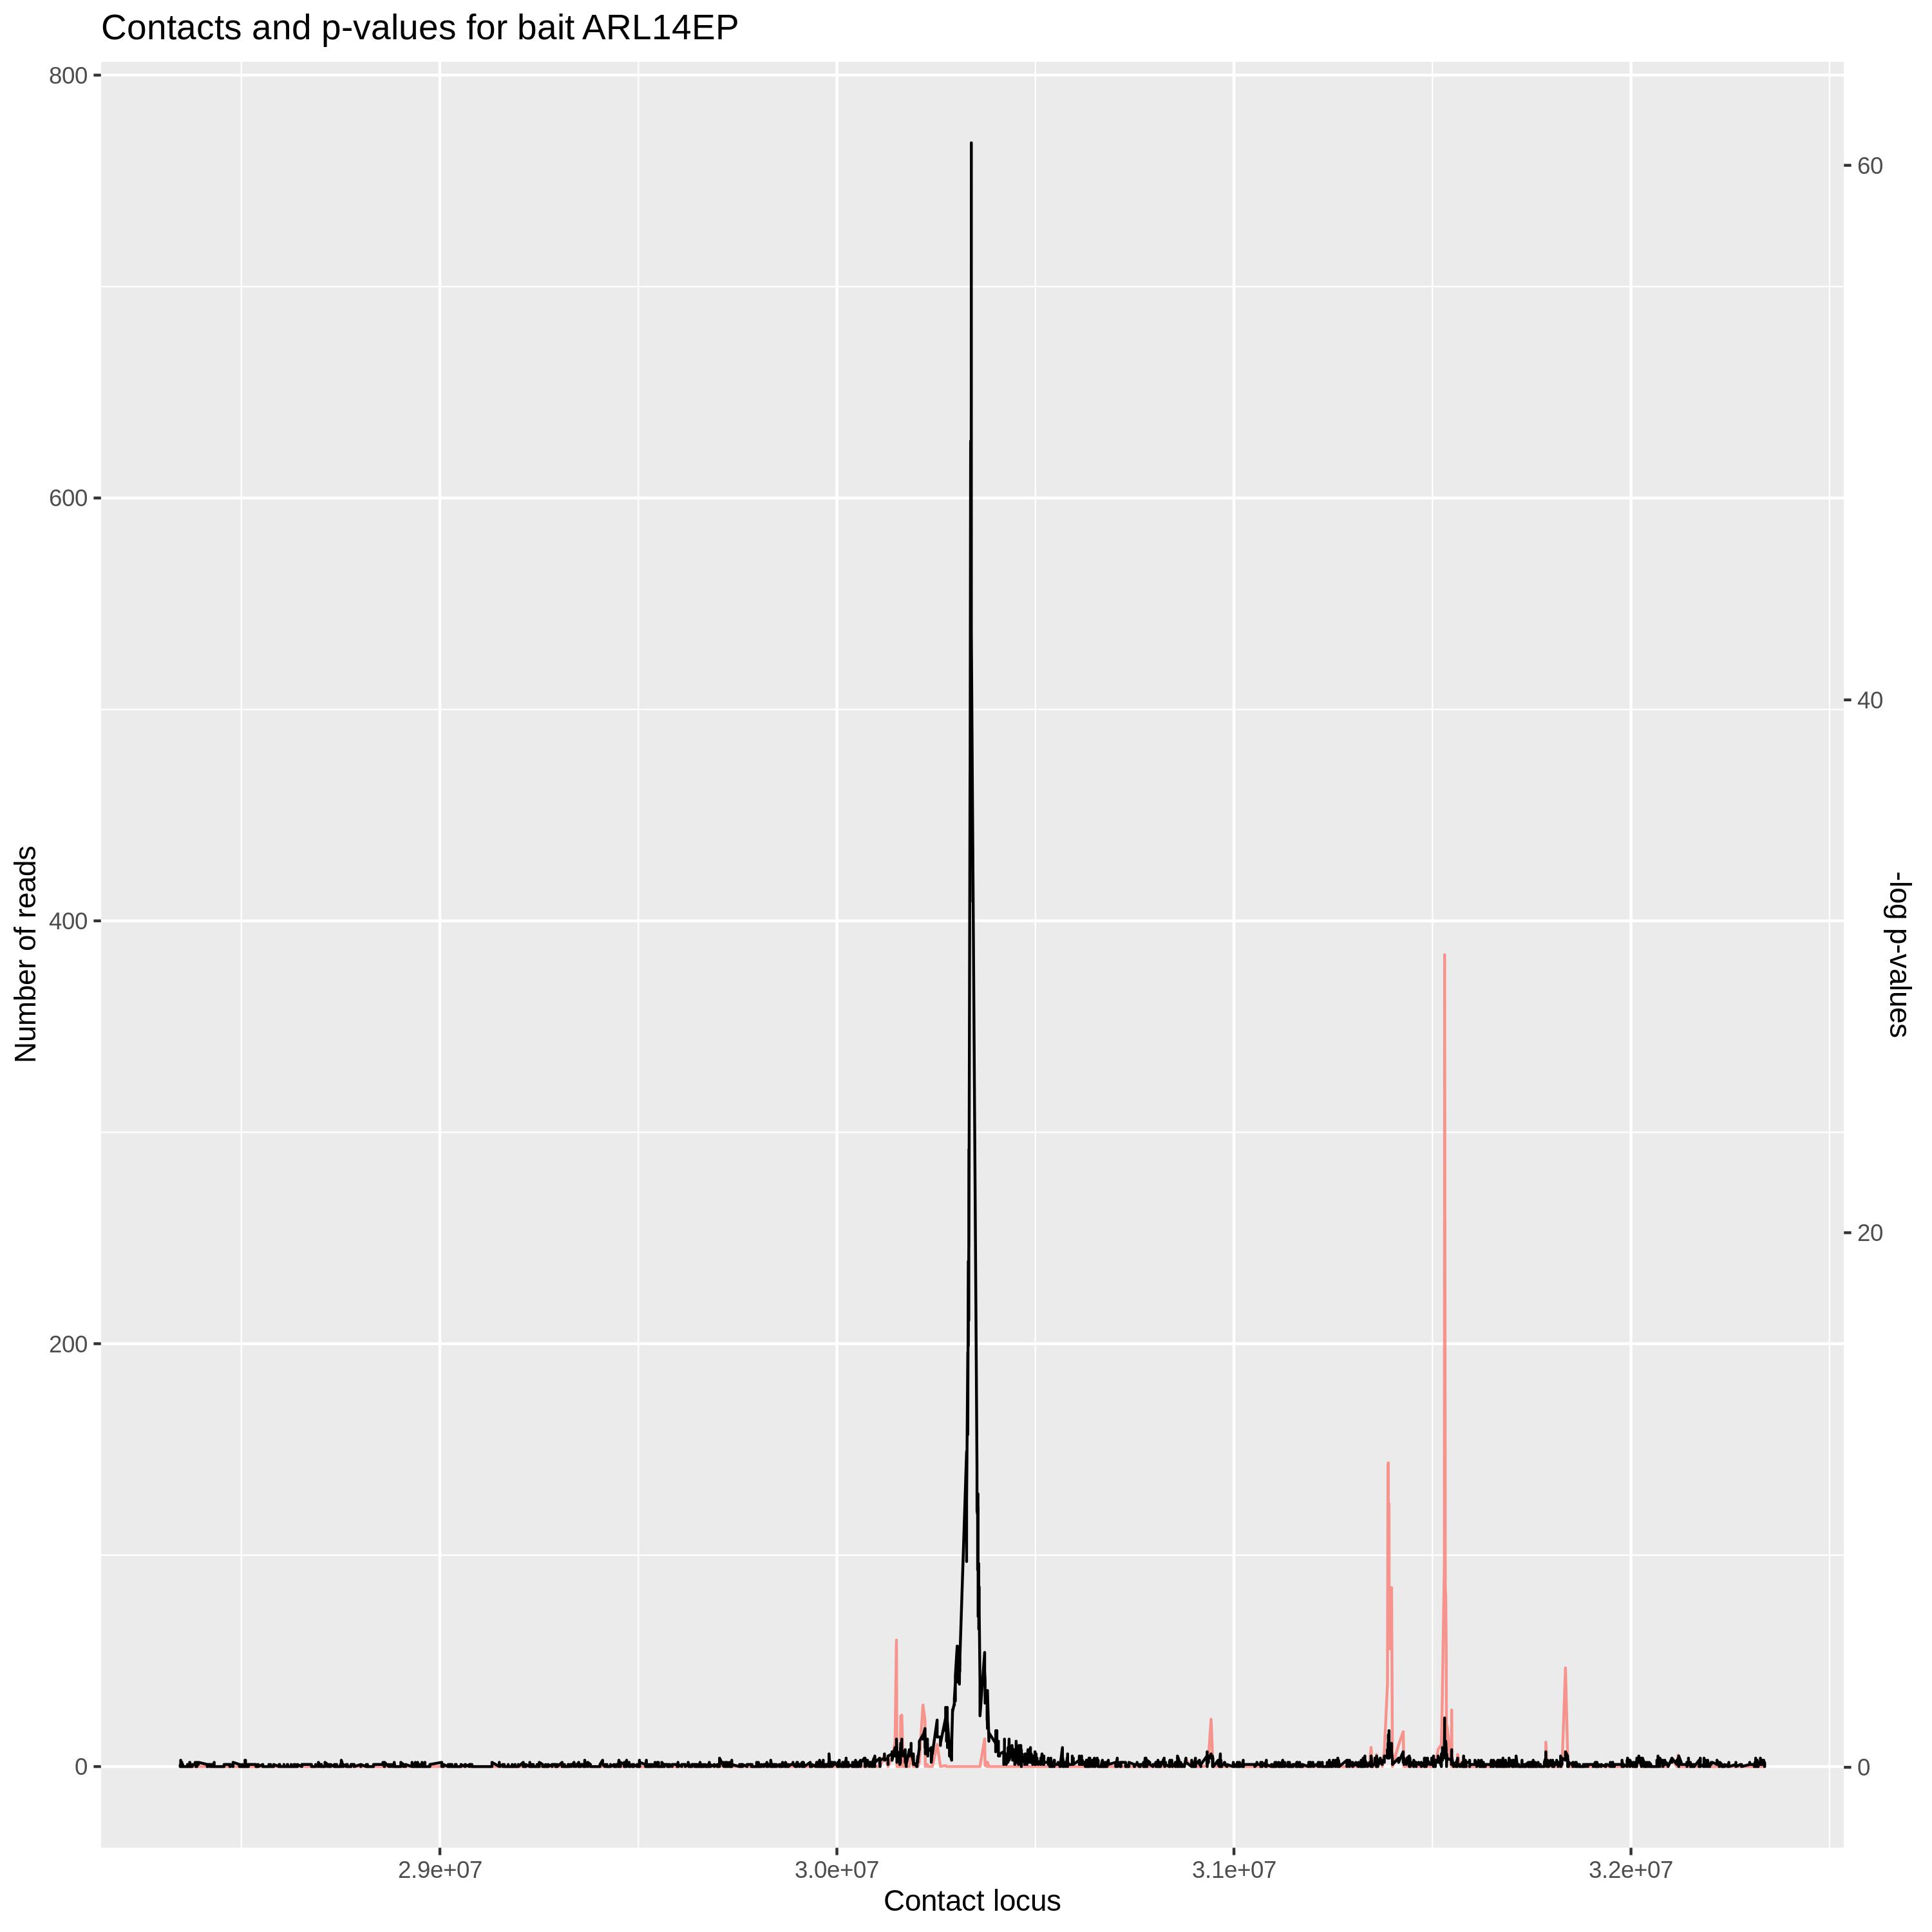 Contacts and p-values for bait ARL14EP
800
600
400
200
0
60
40
20
0
Number of reads
-log p-values
2.9e+07
3.0e+07
3.1e+07
3.2e+07
Contact locus